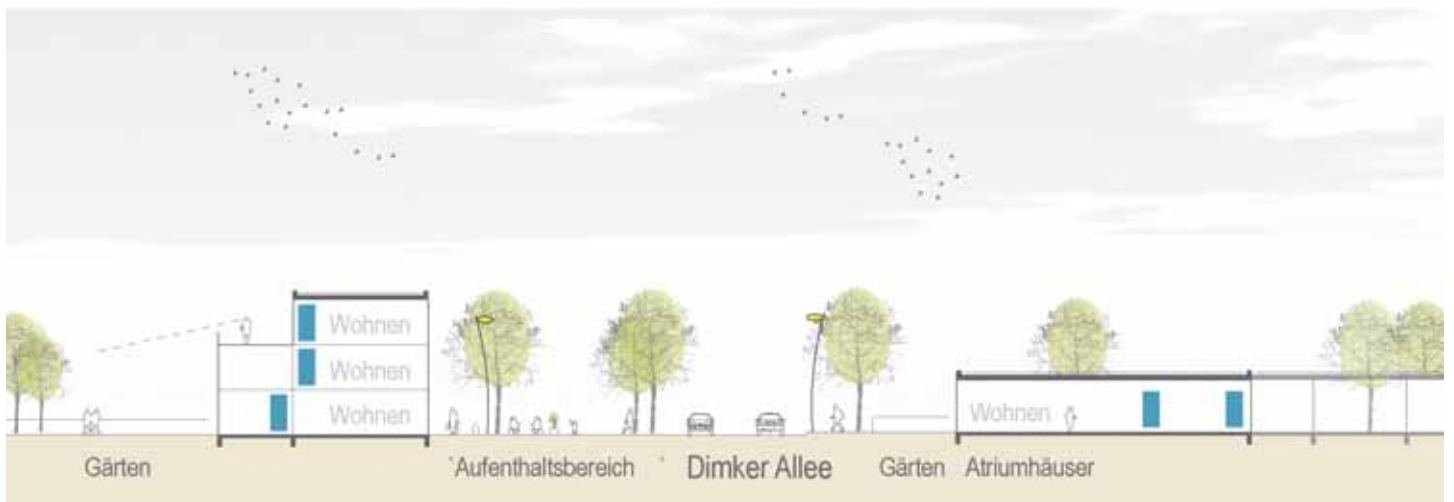 Wohnen
Wohnen
Wohnen
Wohnen
Gärten
Aufenthaltsbereich
Dimker Allee
Gärten
Atriumhäuser